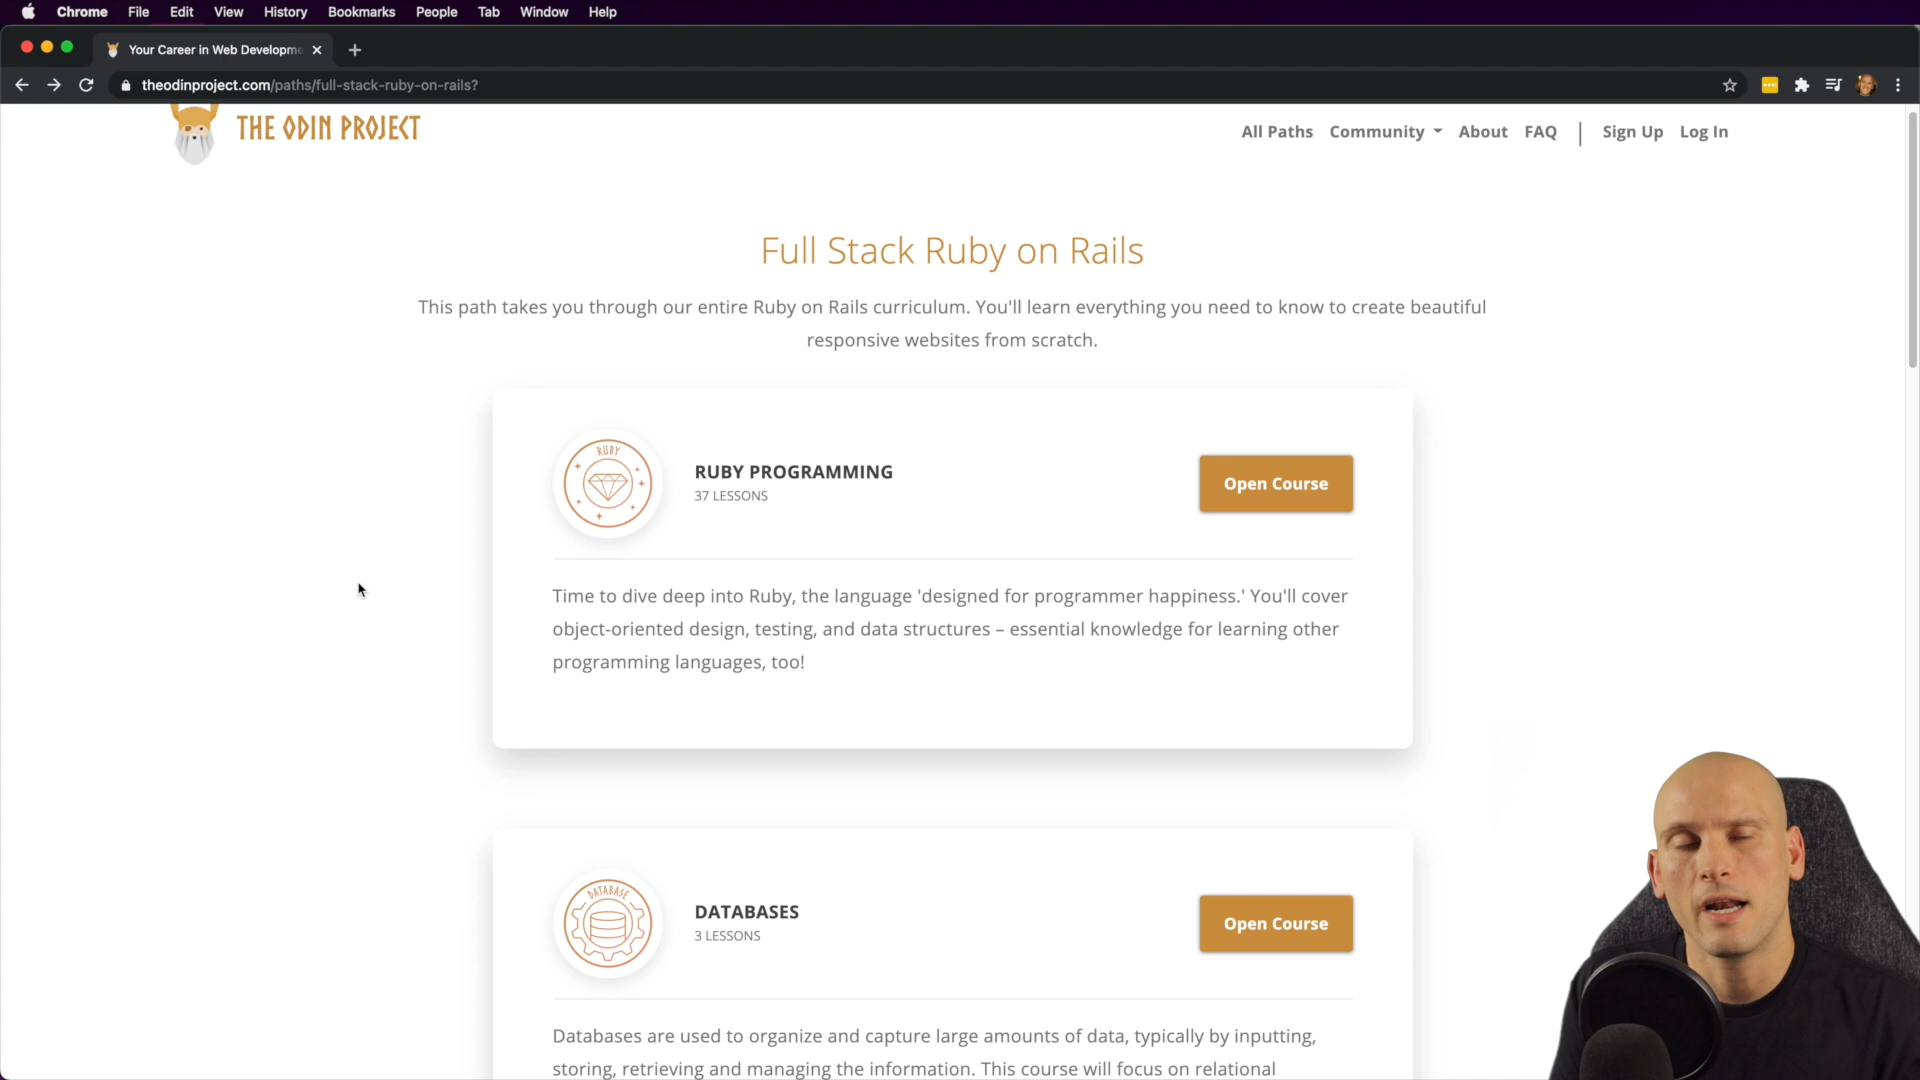 Chrome File Edit View History Bookmarks People Tab Window Help
Your Career in Web Developme
theodinproject.com/paths/full-stack-ruby-on-rails?
THE ODIN PROJECT
All Paths Community About FAQ | Sign Up Log In
Full Stack Ruby on Rails
This path takes you through our entire Ruby on Rails curriculum. You'll learn everything you need to know to create beautiful
responsive websites from scratch.
RUBY
RUBY PROGRAMMING
37 LESSONS
Open Course
Time to dive deep into Ruby, the language 'designed for programmer happiness.' You'll cover
object-oriented design, testing, and data structures – essential knowledge for learning other
programming languages, too!
DATABASE
DATABASES
3 LESSONS
Open Course
Databases are used to organize and capture large amounts of data, typically by inputting,
storing, retrieving and managing the information. This course will focus on relational